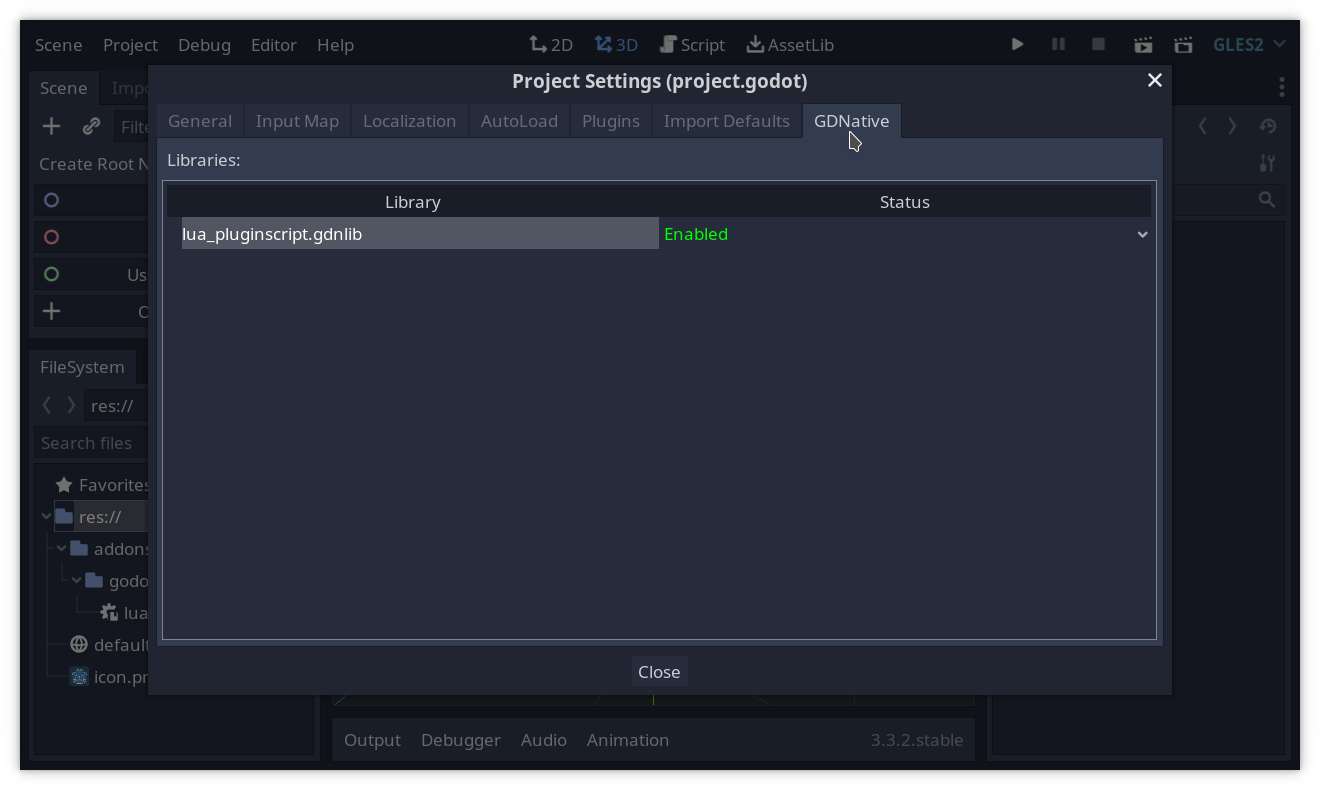 Scene Project Debug Editor Help 2D 3D Script AssetLib GLES2
Project Settings (project.godot)
Scene Impo
General Input Map Localization AutoLoad Plugins Import Defaults GDNative
Filte
Libraries:
Create Root N
Library Status
lua_pluginscript.gdnlib Enabled
Us
C
FileSystem
res://
Search files
Favorites
res://
addons
godo
lua
default
icon.pn
Close
Output Debugger Audio Animation 3.3.2.stable